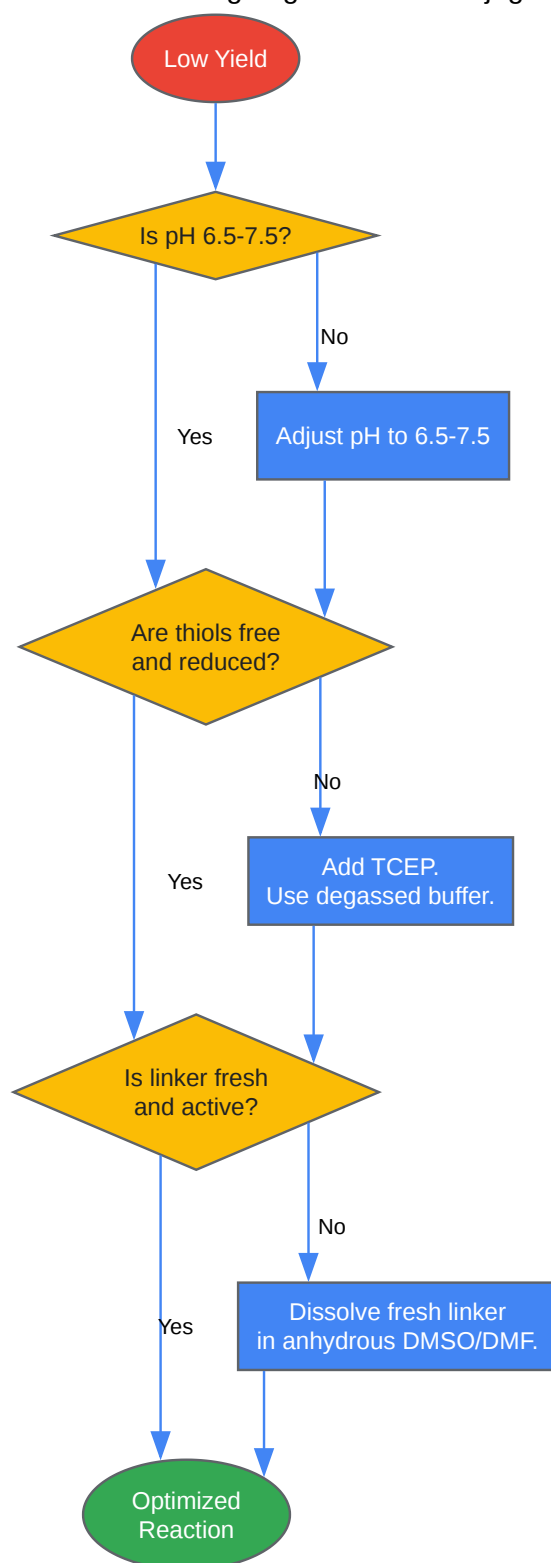 Low Yield
Is pH 6.5-7.5?
No
Yes
Adjust pH to 6.5-7.5
Are thiols free
and reduced?
No
Yes
Add TCEP.
Use degassed buffer.
Is linker fresh
and active?
No
Yes
Dissolve fresh linker
in anhydrous DMSO/DMF.
Optimized
Reaction